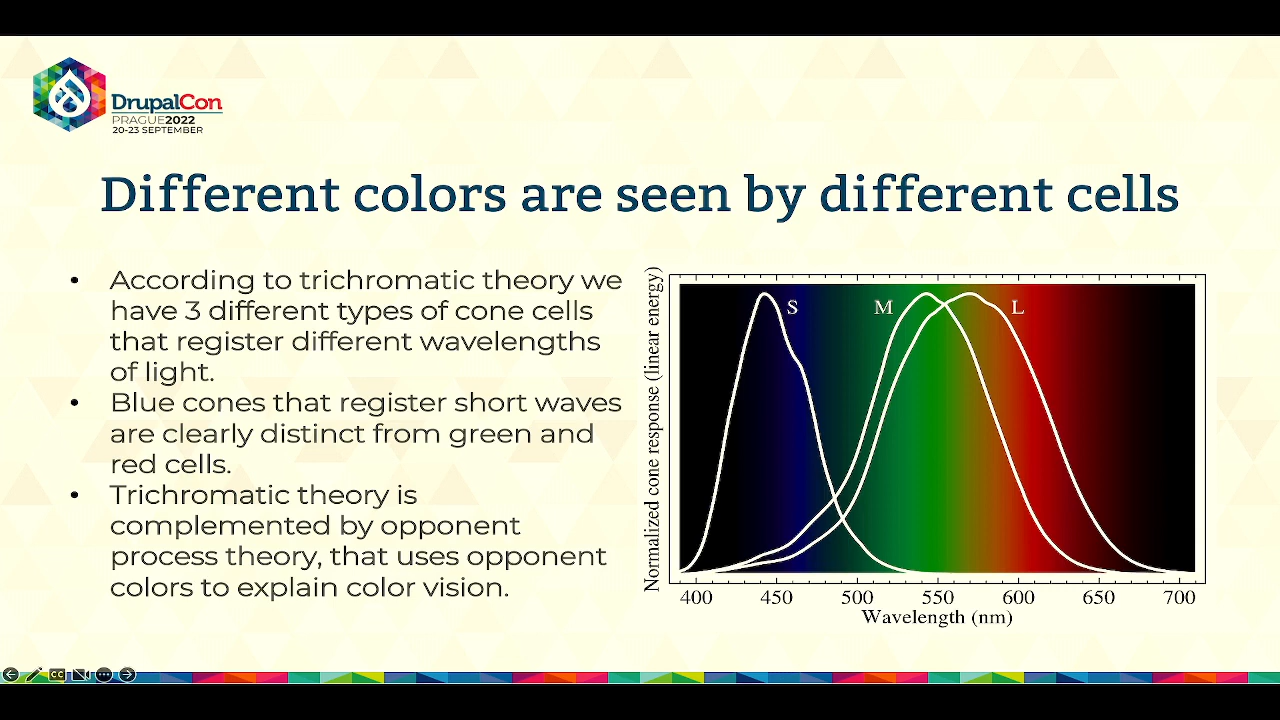 DrupalCon
PRAGUE2022
20-23 SEPTEMBER
Different colors are seen by different cells
• According to trichromatic theory we
have 3 different types of cone cells
that register different wavelengths
of light.
• Blue cones that register short waves
are clearly distinct from green and
red cells.
• Trichromatic theory is
complemented by opponent
process theory, that uses opponent
colors to explain color vision.
Normalized cone response (linear energy)
S M L
400 450 500 550 600 650 700
Wavelength (nm)
CC